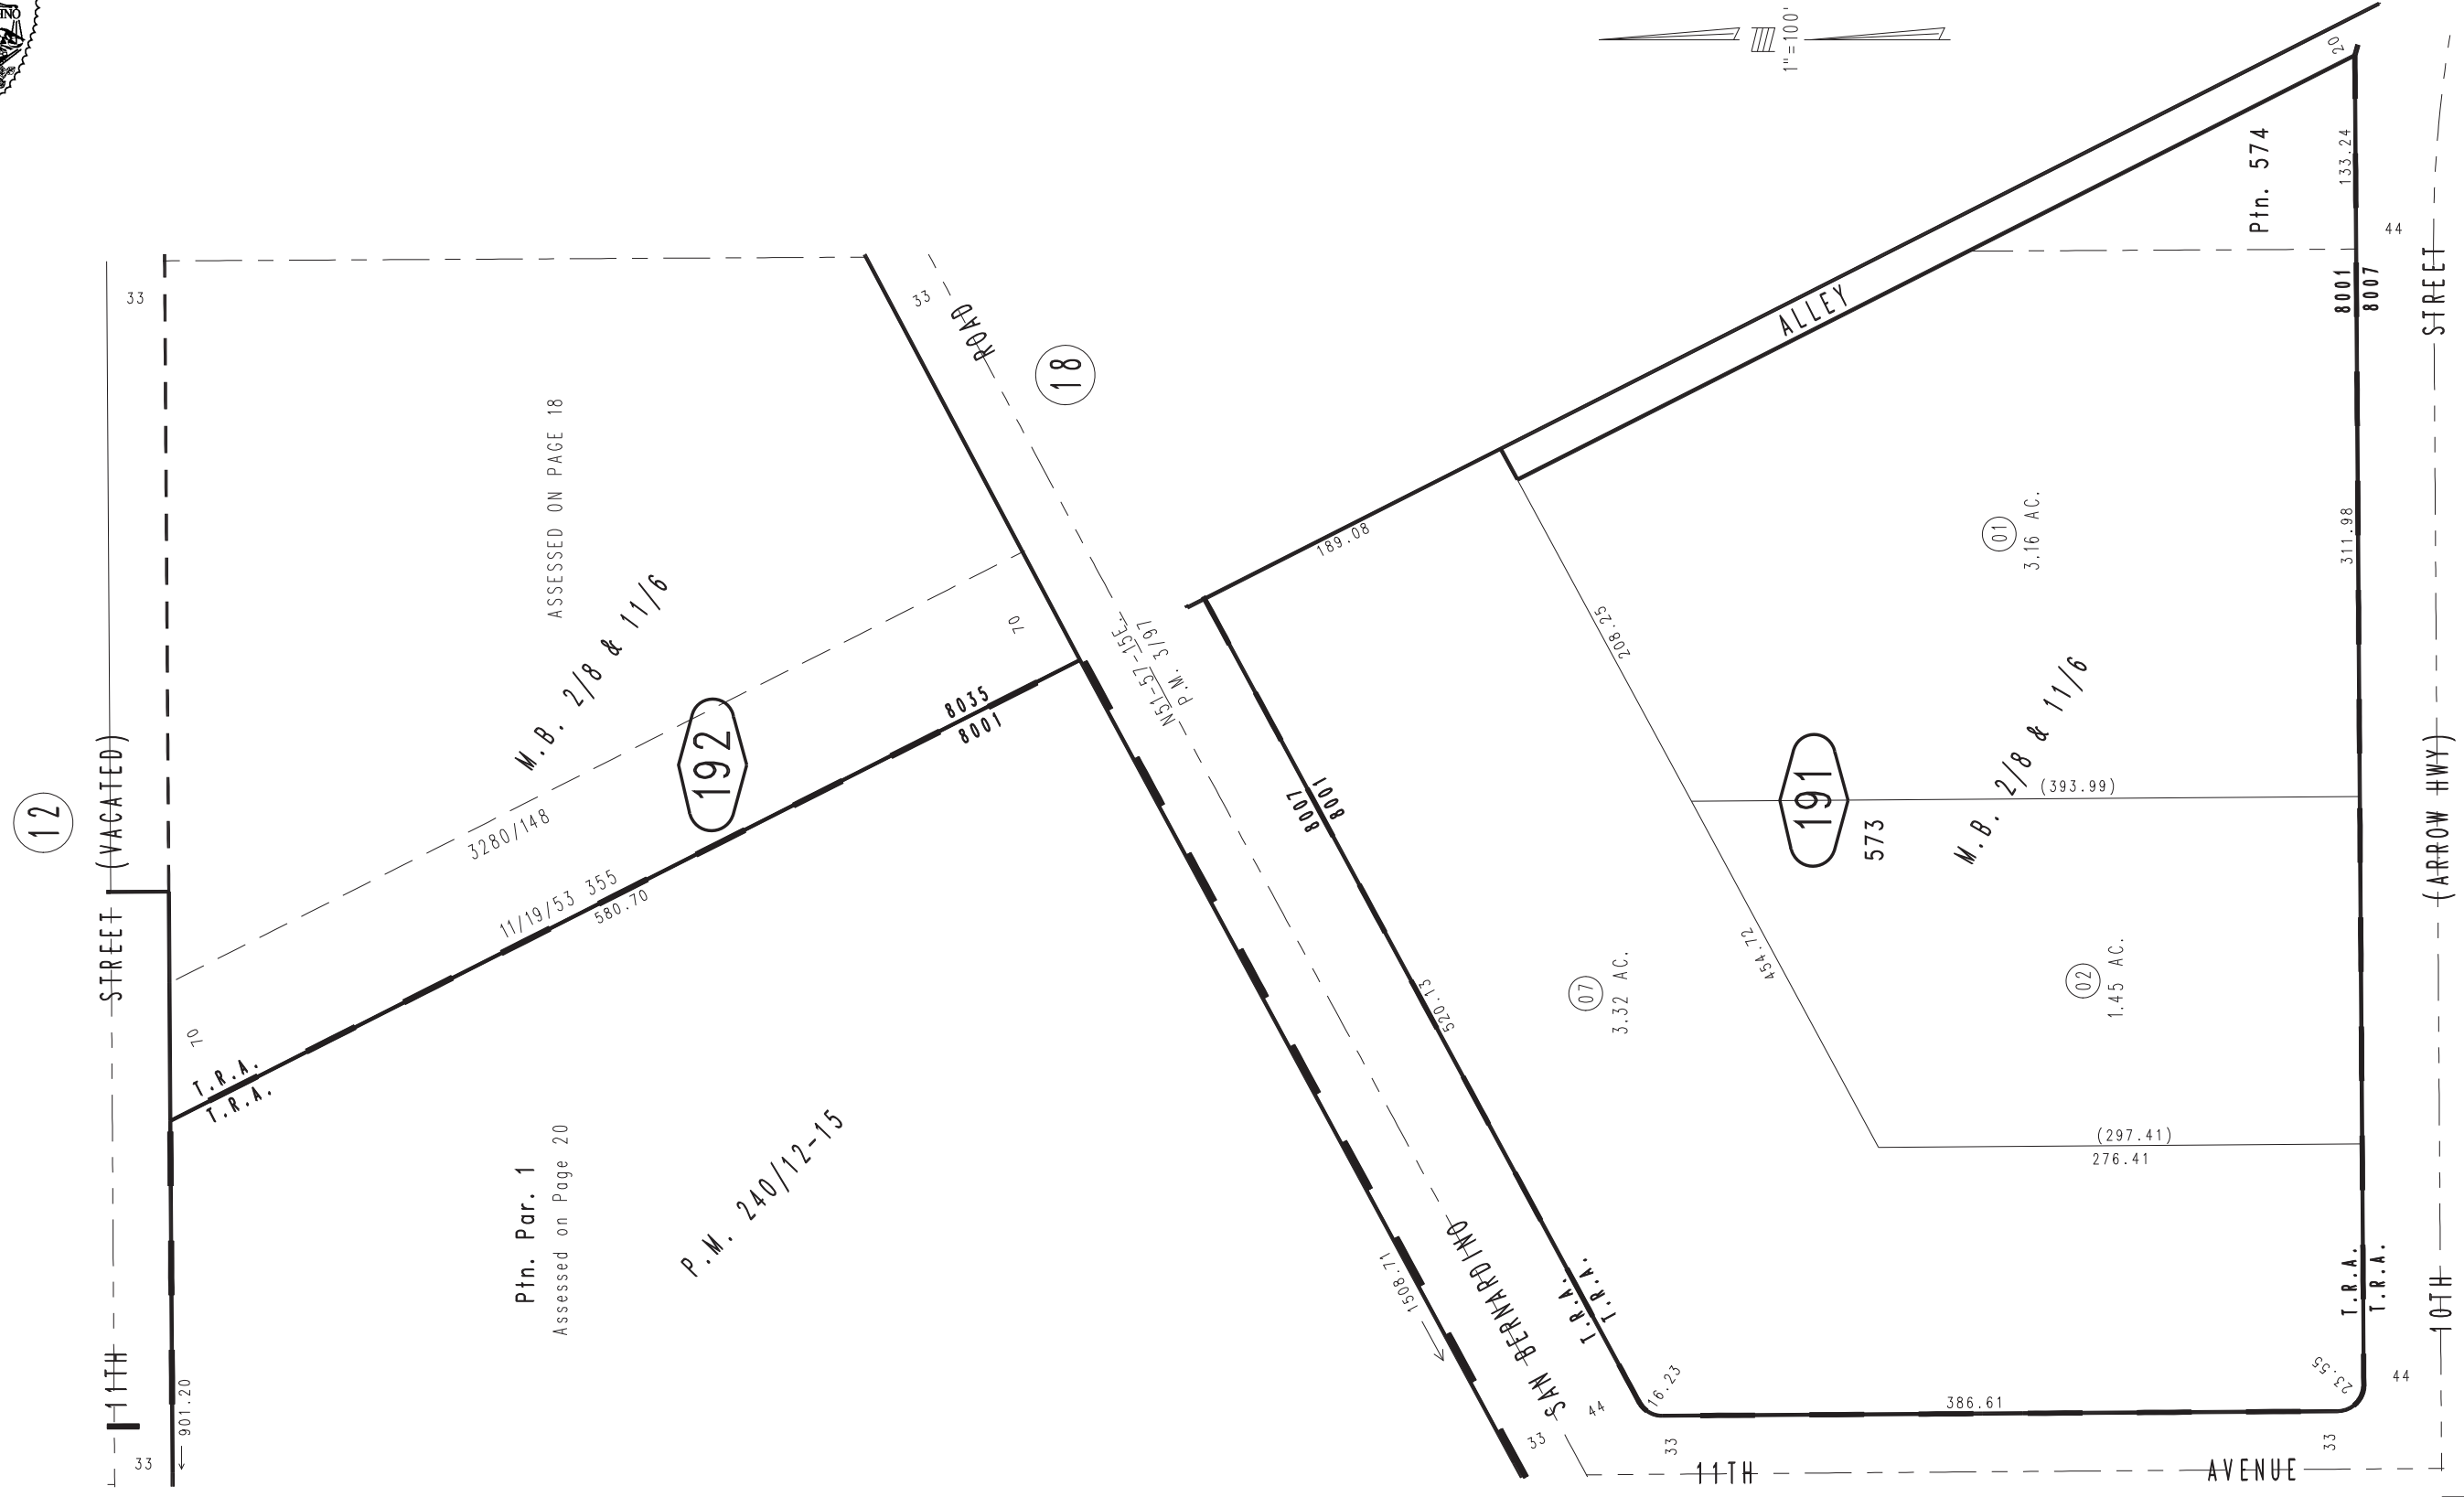 12
STREET (VACATED)
11TH
33
33
901.20
ASSESSED ON PAGE 18
M.B. 2/8 & 11/6
192
3280/148
11/19/53 355
580.70
8035
8001
70
70
T.R.A.
T.R.A.
Ptn. Par. 1
Assessed on Page 20
P.M. 240/12-15
33
ROAD
18
N51-57-15E.
P.M. 3/97
1508.71
SAN BERNARDINO
33
44
1"=100'
20
ALLEY
189.08
Ptn. 574
133.24
44
8001
8007
STREET
01
3.16 AC.
311.98
208.25
8007
8001
191
573
M.B. 2/8 & 11/6
(393.99)
(ARROW HWY)
454.72
07
3.32 AC.
520.13
02
1.45 AC.
(297.41)
276.41
T.R.A.
T.R.A.
T.R.A.
T.R.A.
16.23
386.61
23.55
44
10TH
33
33
11TH
AVENUE